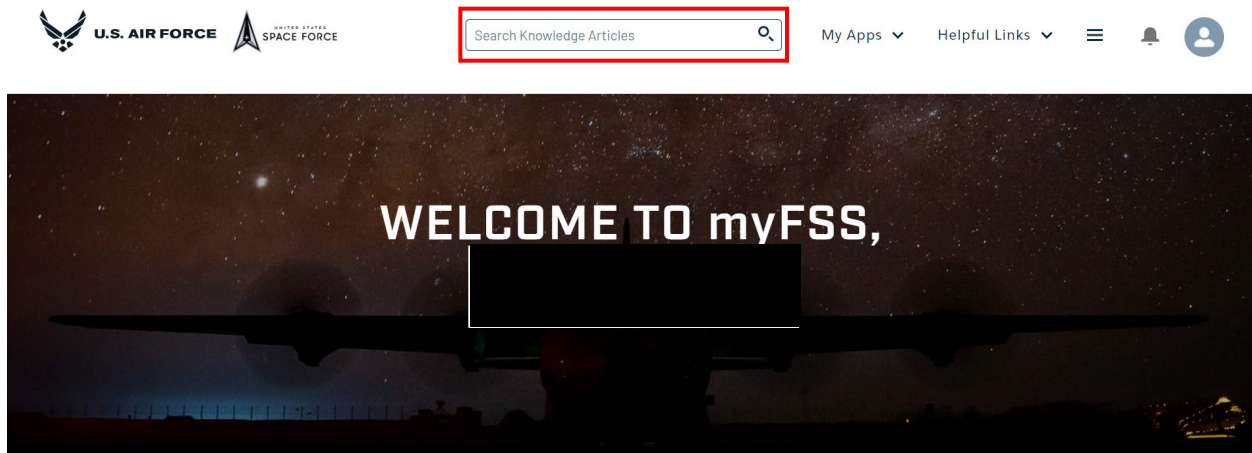 U.S. AIR FORCE
UNITED STATES
SPACE FORCE
Search Knowledge Articles
My Apps
Helpful Links
WELCOME TO myFSS,